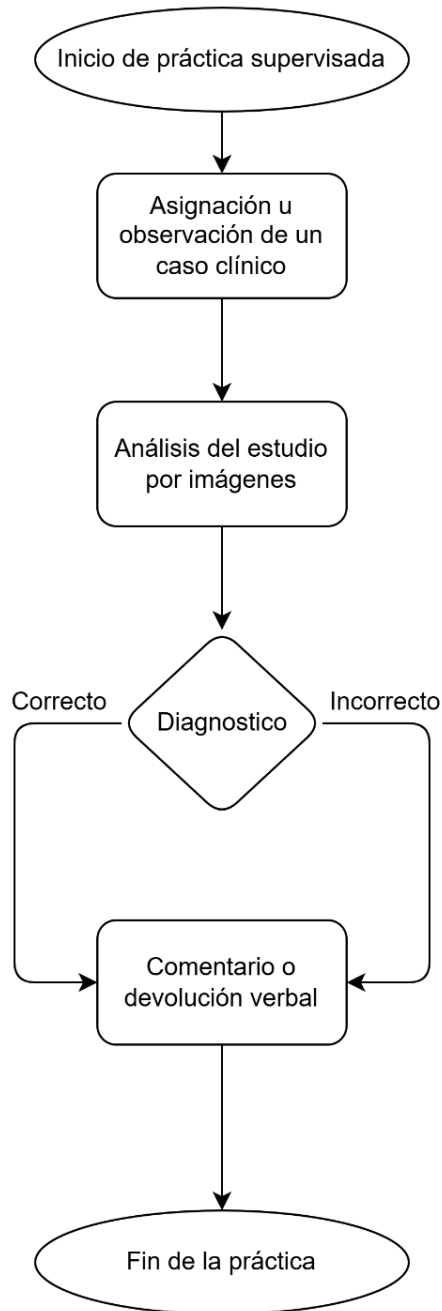 Inicio de práctica supervisada
Asignación u
observación de un
caso clínico
Análisis del estudio
por imágenes
Correcto
Incorrecto
Diagnostico
Comentario o
devolución verbal
Fin de la práctica